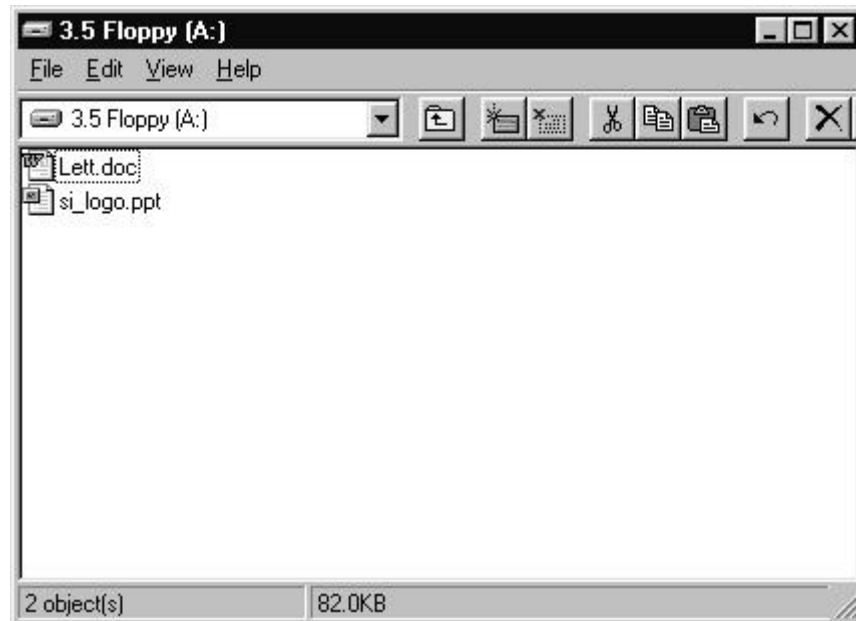 3.5 Floppy (A:)
File Edit View Help
3.5 Floppy (A:)
Lett.doc
si_logo.ppt
2 object(s) 82.0KB